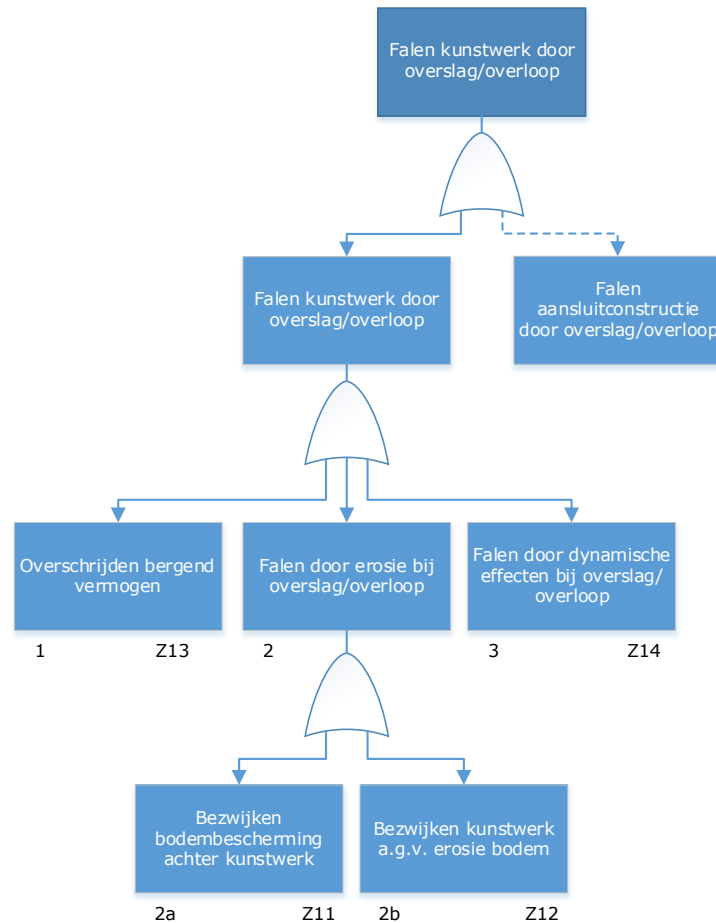 Falen kunstwerk door
overslag/overloop
Falen kunstwerk door
overslag/overloop
Falen
aansluitconstructie
door overslag/overloop
Overschrijden bergend
vermogen
Falen door erosie bij
overslag/overloop
Falen door dynamische
effecten bij overslag/
overloop
1 Z13
2
3 Z14
Bezwijken
bodembescherming
achter kunstwerk
Bezwijken kunstwerk
a.g.v. erosie bodem
2a Z11
2b Z12